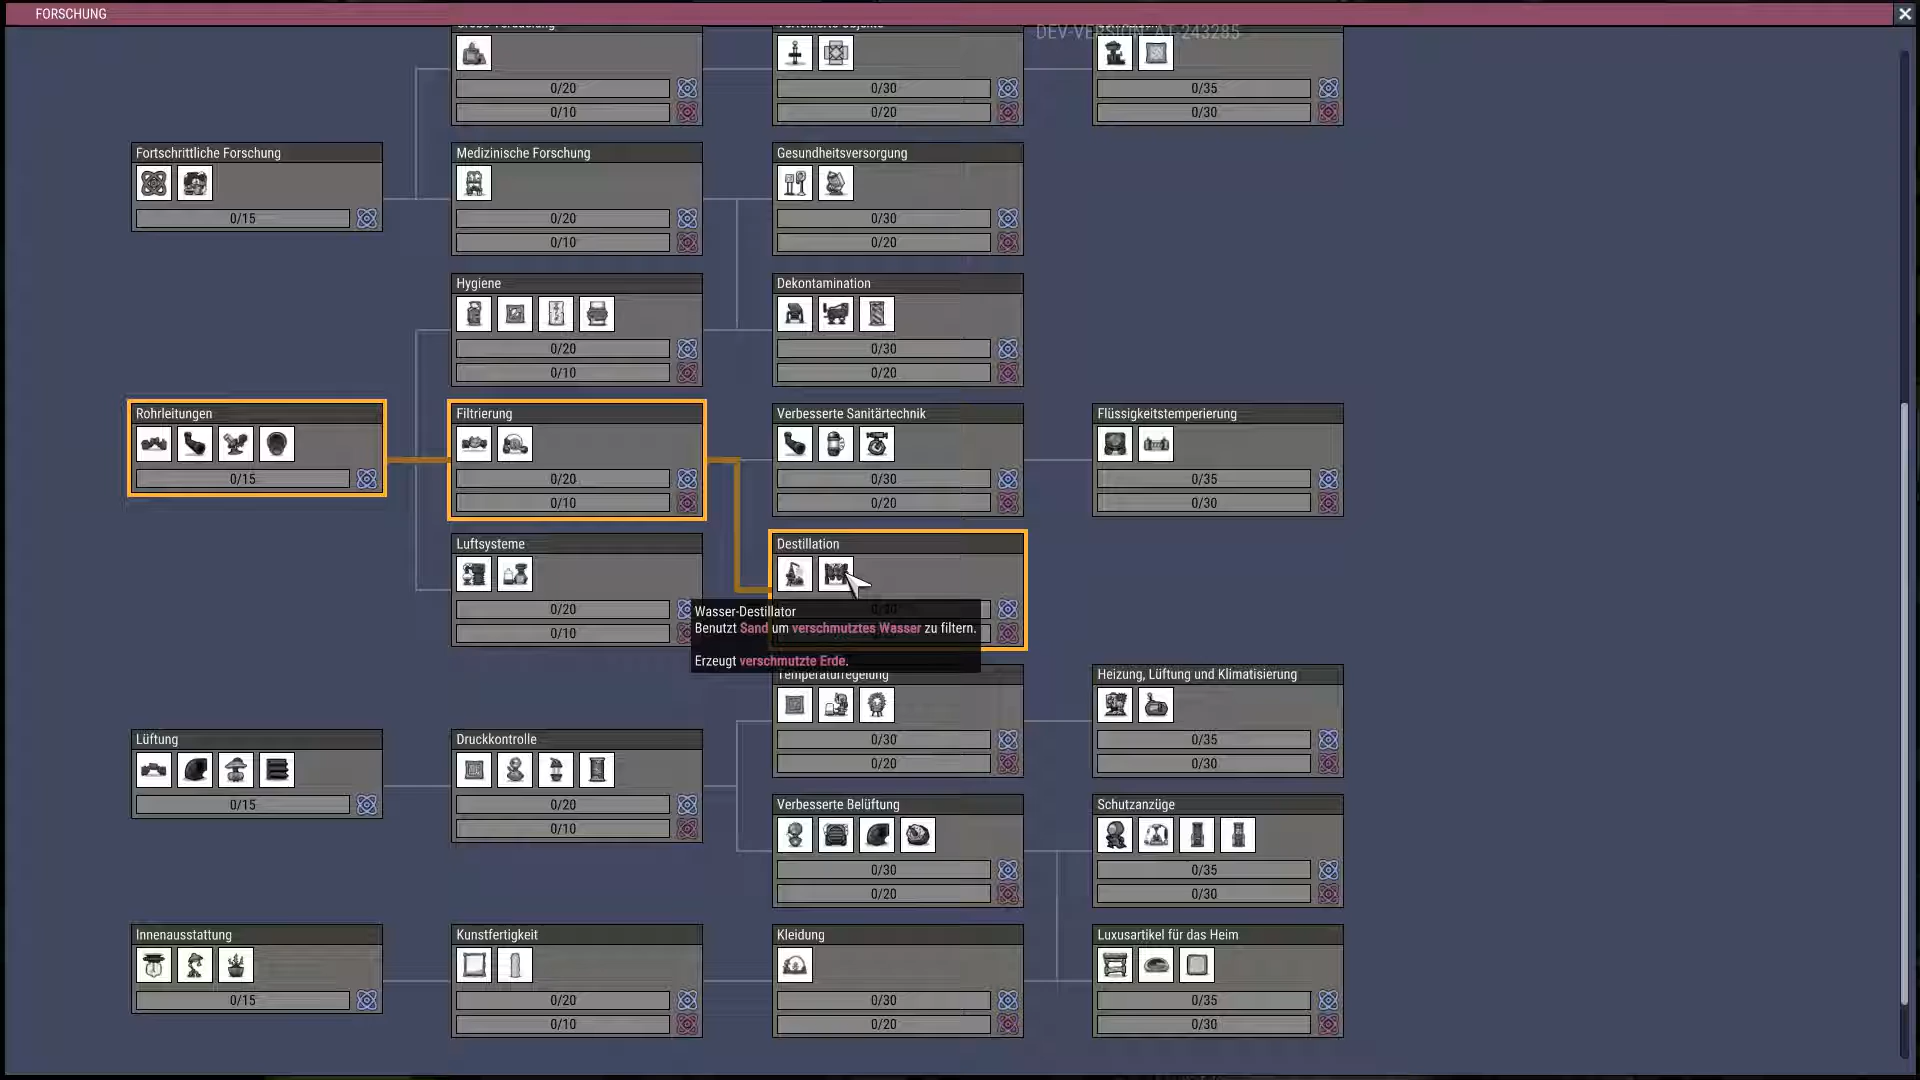 FORSCHUNG
DEV-VERSION: AT-243285
0/20
0/10
0/30
0/20
0/35
0/30
Fortschrittliche Forschung
0/15
Medizinische Forschung
0/20
0/10
Gesundheitsversorgung
0/30
0/20
Hygiene
0/20
0/10
Dekontamination
0/30
0/20
Rohrleitungen
0/15
Filtrierung
0/20
0/10
Verbesserte Sanitärtechnik
0/30
0/20
Flüssigkeitstemperierung
0/35
0/30
Luftsysteme
0/20
0/10
Destillation
Wasser-Destillator
Benutzt Sand um verschmutztes Wasser zu filtern.
Erzeugt verschmutzte Erde.
Temperaturregelung
0/30
0/20
Heizung, Lüftung und Klimatisierung
0/35
0/30
Lüftung
0/15
Druckkontrolle
0/20
0/10
Verbesserte Belüftung
0/30
0/20
Schutzanzüge
0/35
0/30
Innenausstattung
0/15
Kunstfertigkeit
0/20
0/10
Kleidung
0/30
0/20
Luxusartikel für das Heim
0/35
0/30